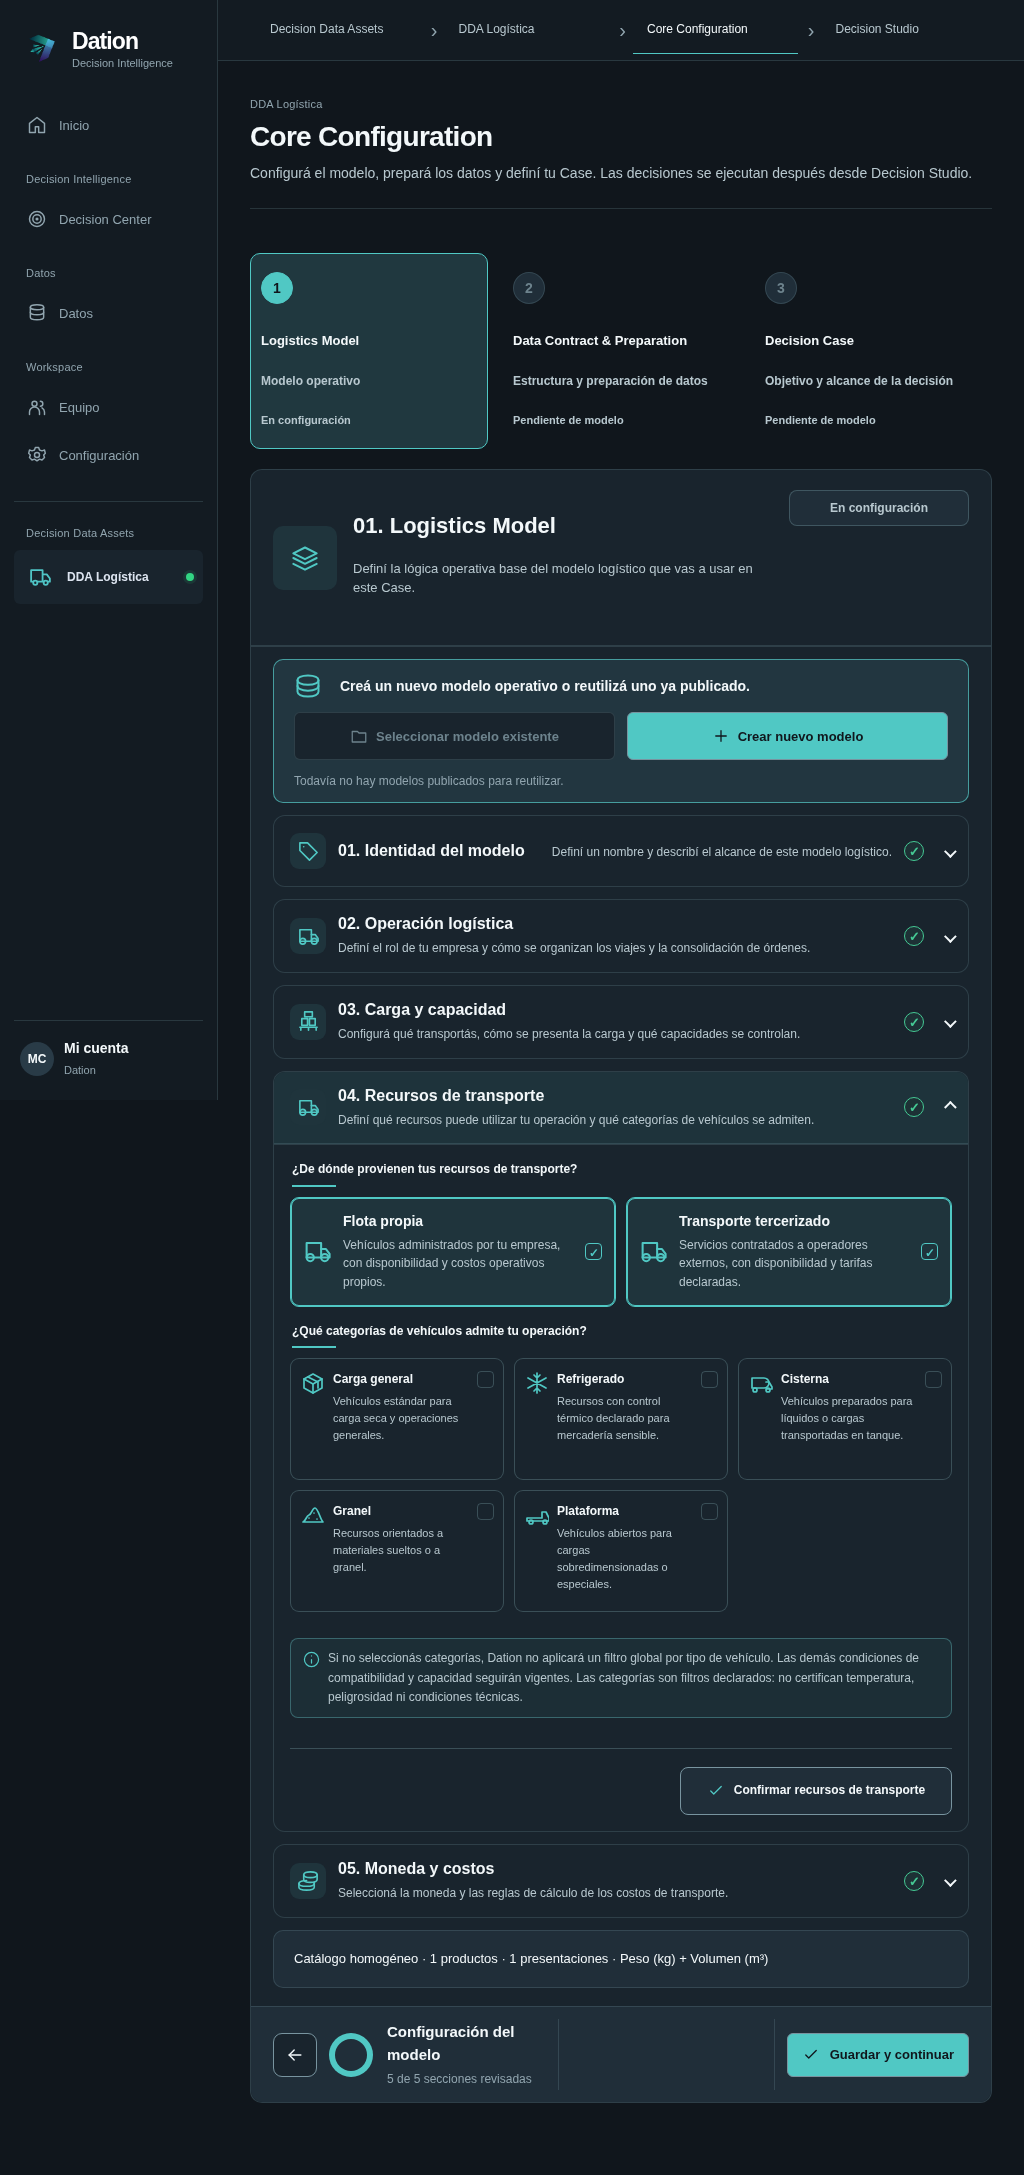 Dation
Decision Intelligence
Inicio
Decision Intelligence
Decision Center
Datos
Datos
Workspace
Equipo
Configuración
Decision Data Assets
DDA Logística
MC
Mi cuenta
Dation
Decision Data Assets
DDA Logística
Core Configuration
Decision Studio
DDA Logística
Core Configuration
Configurá el modelo, prepará los datos y definí tu Case. Las decisiones se ejecutan después desde Decision Studio.
1
Logistics Model
Modelo operativo
En configuración
2
Data Contract & Preparation
Estructura y preparación de datos
Pendiente de modelo
3
Decision Case
Objetivo y alcance de la decisión
Pendiente de modelo
01. Logistics Model
En configuración
Definí la lógica operativa base del modelo logístico que vas a usar en
este Case.
Creá un nuevo modelo operativo o reutilizá uno ya publicado.
Seleccionar modelo existente
Crear nuevo modelo
Todavía no hay modelos publicados para reutilizar.
01. Identidad del modelo
Definí un nombre y describí el alcance de este modelo logístico.
02. Operación logística
Definí el rol de tu empresa y cómo se organizan los viajes y la consolidación de órdenes.
03. Carga y capacidad
Configurá qué transportás, cómo se presenta la carga y qué capacidades se controlan.
04. Recursos de transporte
Definí qué recursos puede utilizar tu operación y qué categorías de vehículos se admiten.
¿De dónde provienen tus recursos de transporte?
Flota propia
Vehículos administrados por tu empresa,
con disponibilidad y costos operativos
propios.
Transporte tercerizado
Servicios contratados a operadores
externos, con disponibilidad y tarifas
declaradas.
¿Qué categorías de vehículos admite tu operación?
Carga general
Vehículos estándar para
carga seca y operaciones
generales.
Refrigerado
Recursos con control
térmico declarado para
mercadería sensible.
Cisterna
Vehículos preparados para
líquidos o cargas
transportadas en tanque.
Granel
Recursos orientados a
materiales sueltos o a
granel.
Plataforma
Vehículos abiertos para
cargas
sobredimensionadas o
especiales.
Si no seleccionás categorías, Dation no aplicará un filtro global por tipo de vehículo. Las demás condiciones de
compatibilidad y capacidad seguirán vigentes. Las categorías son filtros declarados: no certifican temperatura,
peligrosidad ni condiciones técnicas.
Confirmar recursos de transporte
05. Moneda y costos
Seleccioná la moneda y las reglas de cálculo de los costos de transporte.
Catálogo homogéneo · 1 productos · 1 presentaciones · Peso (kg) + Volumen (m³)
Configuración del
modelo
5 de 5 secciones revisadas
Guardar y continuar